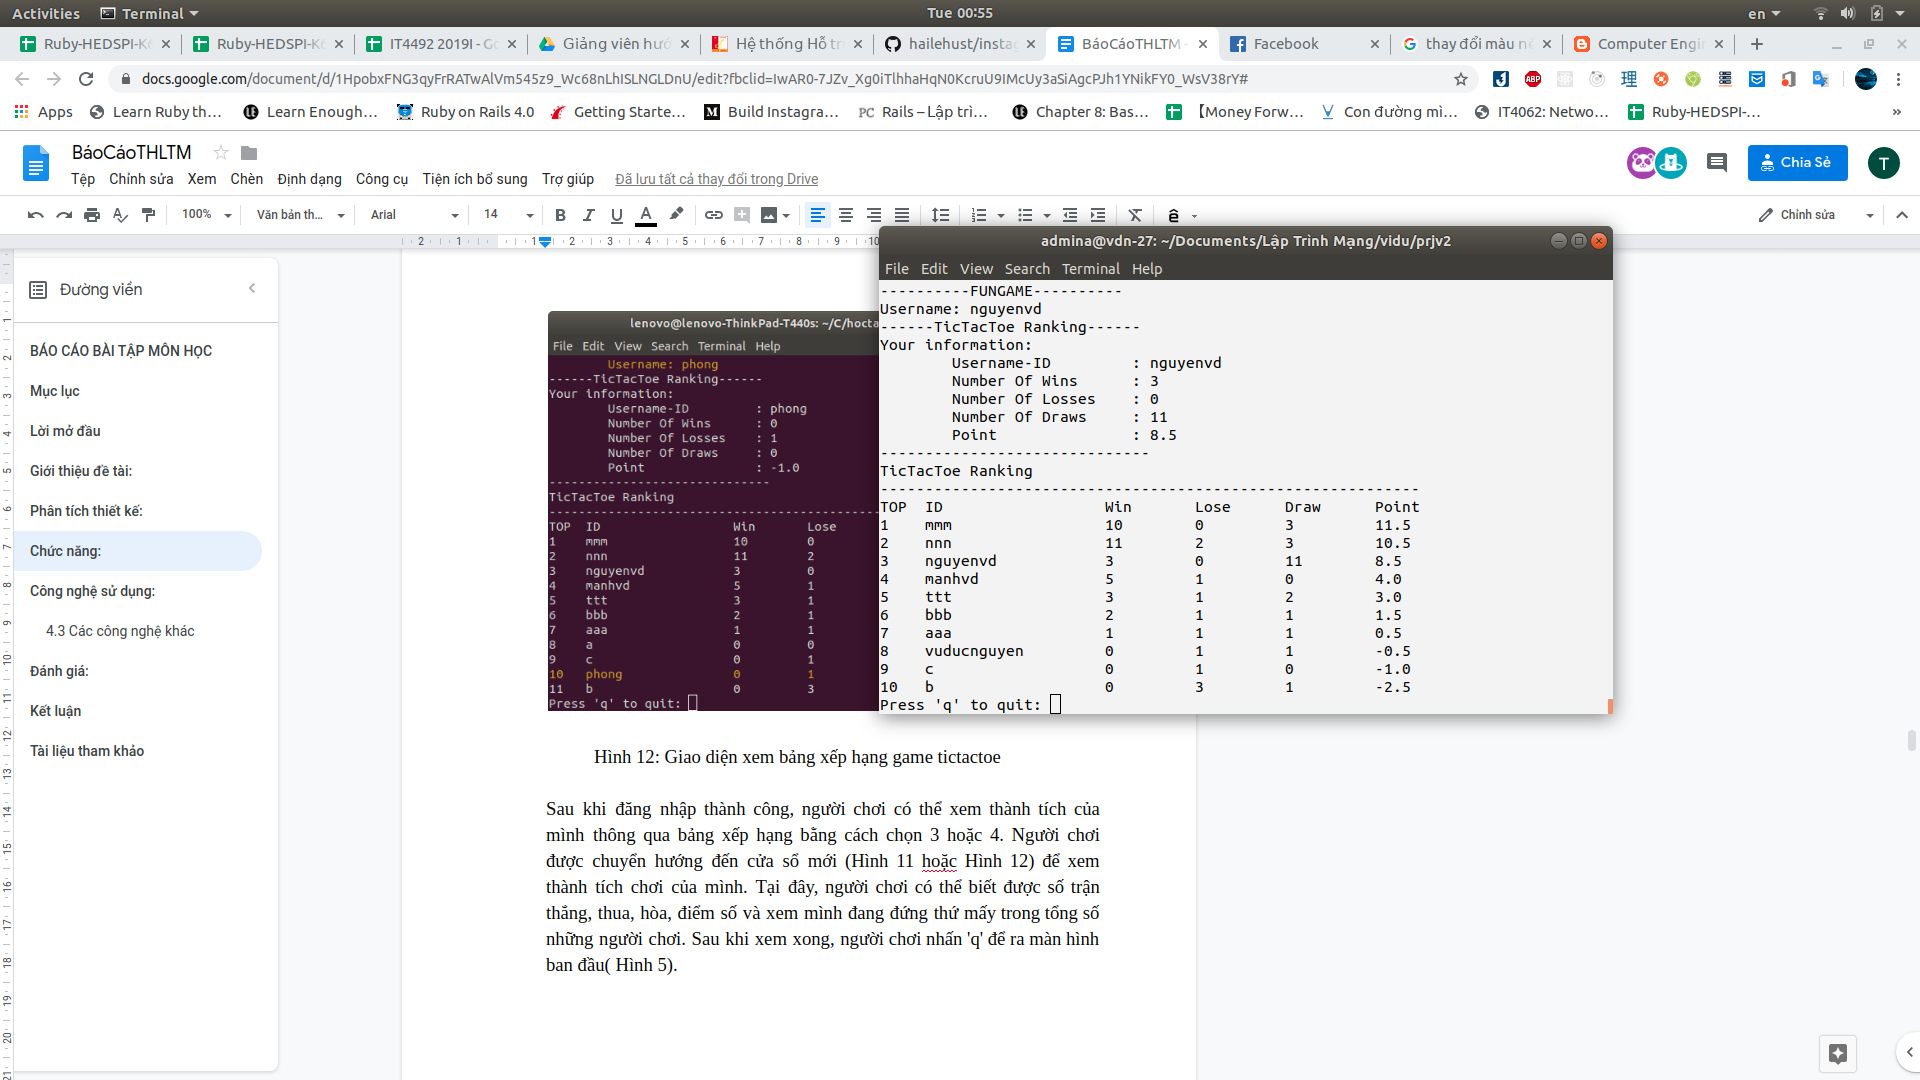 Activities Terminal Tue 00:55 en
Ruby-HEDSPI-K6 Ruby-HEDSPI-K6 IT4492 2019I - Go Giảng viên hướ Hệ thống Hỗ tr hailehust/insta BáoCáoTHLTM - Facebook thay đổi màu nề Computer Engi
docs.google.com/document/d/1HpobxFNG3qyFrRATwAlVm545z9_Wc68nLhISLNGLDnU/edit?fbclid=IwAR0-7JZv_Xg0iTlhhaHqN0KcruU9IMcUy3aSiAgcPJh1YNikFY0_WsV38rY#
Apps Learn Ruby th... Learn Enough... Ruby on Rails 4.0 Getting Starte... Build Instagra... Rails – Lập trì... Chapter 8: Bas... 【Money Forw... Con đường mì... IT4062: Netwo... Ruby-HEDSPI-... »
BáoCáoTHLTM
Chia Sẻ T
Tệp Chỉnh sửa Xem Chèn Định dạng Công cụ Tiện ích bổ sung Trợ giúp Đã lưu tất cả thay đổi trong Drive
100% Văn bản th... Arial 14 B I U A Chỉnh sửa
Đường viền
BÁO CÁO BÀI TẬP MÔN HỌC
Mục lục
Lời mở đầu
Giới thiệu đề tài:
Phân tích thiết kế:
Chức năng:
Công nghệ sử dụng:
4.3 Các công nghệ khác
Đánh giá:
Kết luận
Tài liệu tham khảo
lenovo@lenovo-ThinkPad-T440s: ~/C/hocta
File Edit View Search Terminal Help
Username: phong
------TicTacToe Ranking------
Your information:
Username-ID : phong
Number Of Wins : 0
Number Of Losses : 1
Number Of Draws : 0
Point : -1.0
------------------------------
TicTacToe Ranking
---------------------------------------------
TOP ID Win Lose
1 mmm 10 0
2 nnn 11 2
3 nguyenvd 3 0
4 manhvd 5 1
5 ttt 3 1
6 bbb 2 1
7 aaa 1 1
8 a 0 0
9 c 0 1
10 phong 0 1
11 b 0 3
Press 'q' to quit:
admina@vdn-27: ~/Documents/Lập Trình Mạng/vidu/prjv2
File Edit View Search Terminal Help
----------FUNGAME----------
Username: nguyenvd
------TicTacToe Ranking------
Your information:
Username-ID : nguyenvd
Number Of Wins : 3
Number Of Losses : 0
Number Of Draws : 11
Point : 8.5
------------------------------
TicTacToe Ranking
------------------------------------------------------------
TOP ID Win Lose Draw Point
1 mmm 10 0 3 11.5
2 nnn 11 2 3 10.5
3 nguyenvd 3 0 11 8.5
4 manhvd 5 1 0 4.0
5 ttt 3 1 2 3.0
6 bbb 2 1 1 1.5
7 aaa 1 1 1 0.5
8 vuducnguyen 0 1 1 -0.5
9 c 0 1 0 -1.0
10 b 0 3 1 -2.5
Press 'q' to quit:
Hình 12: Giao diện xem bảng xếp hạng game tictactoe
Sau khi đăng nhập thành công, người chơi có thể xem thành tích của
mình thông qua bảng xếp hạng bằng cách chọn 3 hoặc 4. Người chơi
được chuyển hướng đến cửa sổ mới (Hình 11 hoặc Hình 12) để xem
thành tích chơi của mình. Tại đây, người chơi có thể biết được số trận
thắng, thua, hòa, điểm số và xem mình đang đứng thứ mấy trong tổng số
những người chơi. Sau khi xem xong, người chơi nhấn 'q' để ra màn hình
ban đầu( Hình 5).